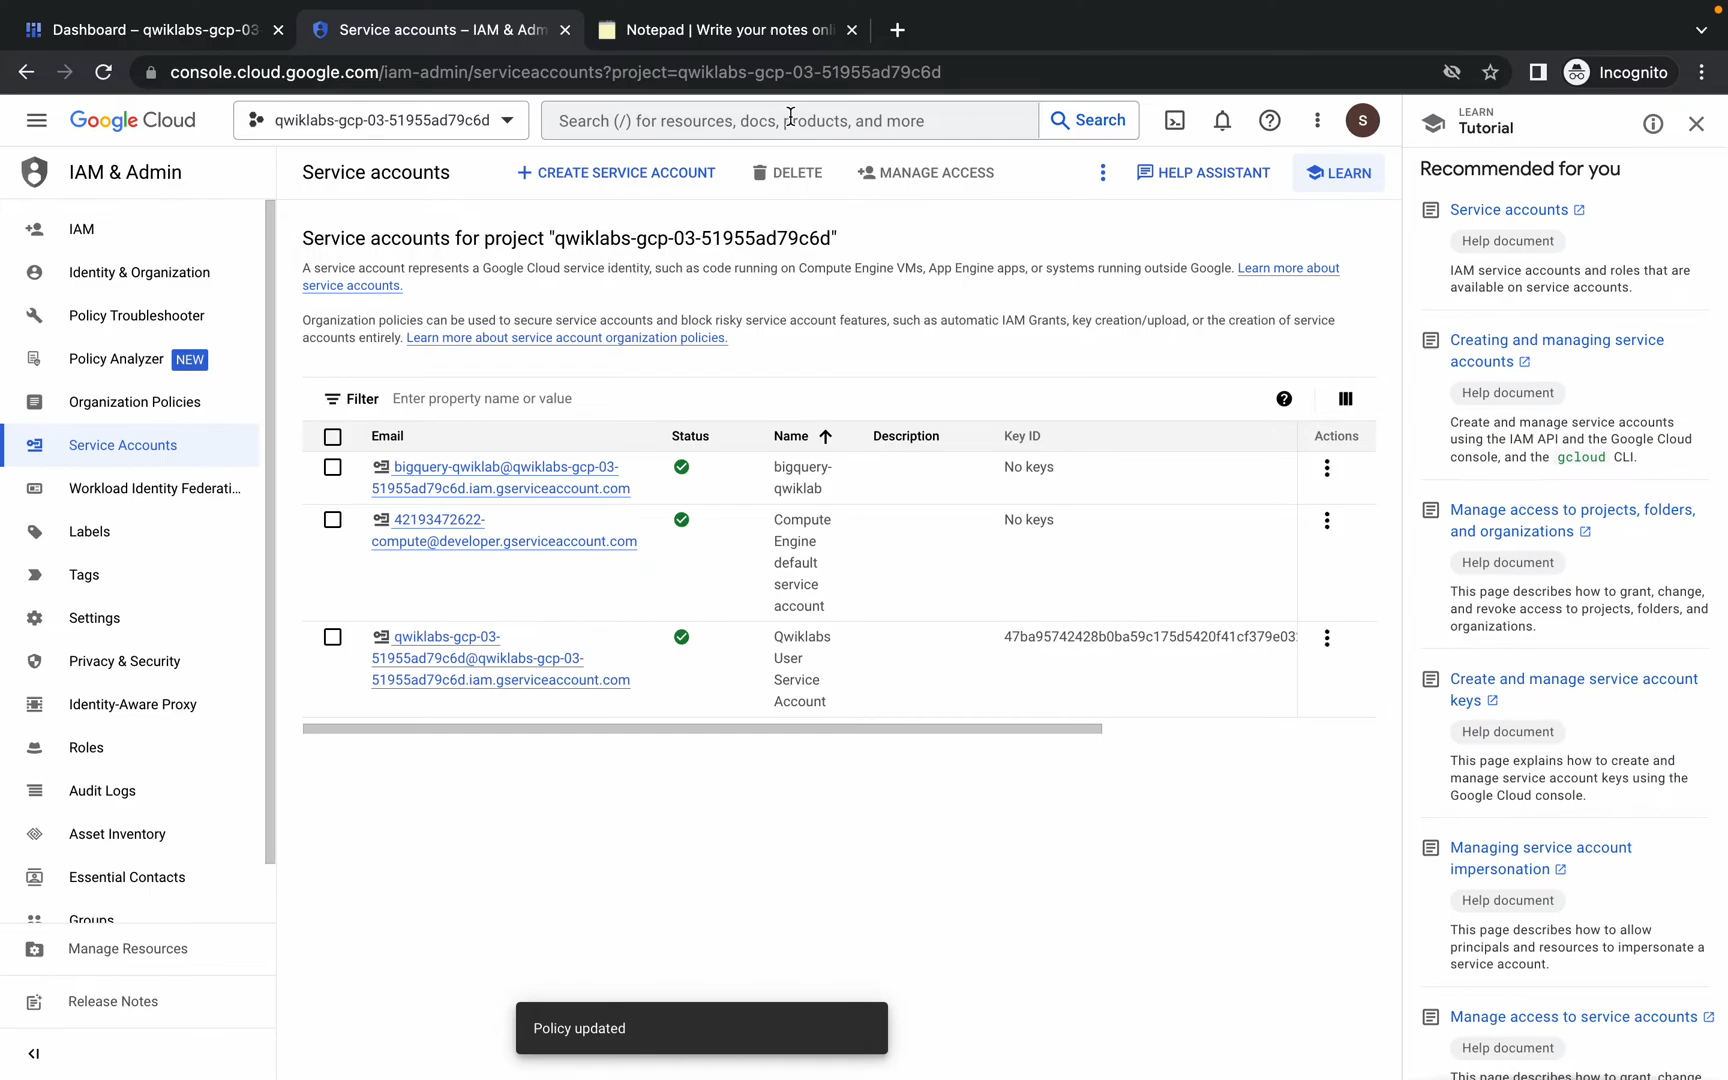 Dashboard – qwiklabs-gcp-03-
Service accounts – IAM & Adm
Notepad | Write your notes onli
console.cloud.google.com/iam-admin/serviceaccounts?project=qwiklabs-gcp-03-51955ad79c6d
Incognito
Google Cloud
qwiklabs-gcp-03-51955ad79c6d
Search (/) for resources, docs, products, and more
Search
S
LEARN
Tutorial
IAM & Admin
Service accounts
CREATE SERVICE ACCOUNT
DELETE
MANAGE ACCESS
HELP ASSISTANT
LEARN
IAM
Identity & Organization
Policy Troubleshooter
Policy Analyzer NEW
Organization Policies
Service Accounts
Workload Identity Federati...
Labels
Tags
Settings
Privacy & Security
Identity-Aware Proxy
Roles
Audit Logs
Asset Inventory
Essential Contacts
Groups
Manage Resources
Release Notes
Service accounts for project "qwiklabs-gcp-03-51955ad79c6d"
A service account represents a Google Cloud service identity, such as code running on Compute Engine VMs, App Engine apps, or systems running outside Google. Learn more about
service accounts.
Organization policies can be used to secure service accounts and block risky service account features, such as automatic IAM Grants, key creation/upload, or the creation of service
accounts entirely. Learn more about service account organization policies.
Filter Enter property name or value
Email Status Name Description Key ID Actions
bigquery-qwiklab@qwiklabs-gcp-03-
51955ad79c6d.iam.gserviceaccount.com
bigquery-
qwiklab
No keys
42193472622-
compute@developer.gserviceaccount.com
Compute
Engine
default
service
account
No keys
qwiklabs-gcp-03-
51955ad79c6d@qwiklabs-gcp-03-
51955ad79c6d.iam.gserviceaccount.com
Qwiklabs
User
Service
Account
47ba95742428b0ba59c175d5420f41cf379e03
Policy updated
Recommended for you
Service accounts
Help document
IAM service accounts and roles that are
available on service accounts.
Creating and managing service
accounts
Help document
Create and manage service accounts
using the IAM API and the Google Cloud
console, and the gcloud CLI.
Manage access to projects, folders,
and organizations
Help document
This page describes how to grant, change,
and revoke access to projects, folders, and
organizations.
Create and manage service account
keys
Help document
This page explains how to create and
manage service account keys using the
Google Cloud console.
Managing service account
impersonation
Help document
This page describes how to allow
principals and resources to impersonate a
service account.
Manage access to service accounts
Help document
This page describes how to grant, change,